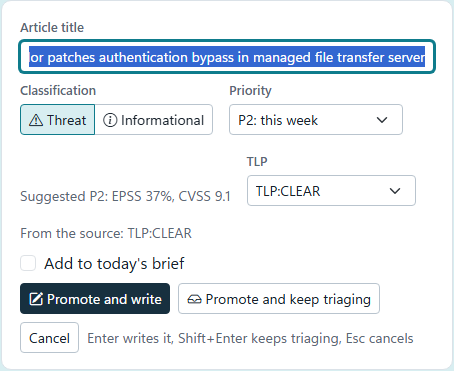 Article title
or patches authentication bypass in managed file transfer server
Classification
Priority
Threat
Informational
P2: this week
TLP
Suggested P2: EPSS 37%, CVSS 9.1
TLP:CLEAR
From the source: TLP:CLEAR
Add to today's brief
Promote and write
Promote and keep triaging
Cancel
Enter writes it, Shift+Enter keeps triaging, Esc cancels